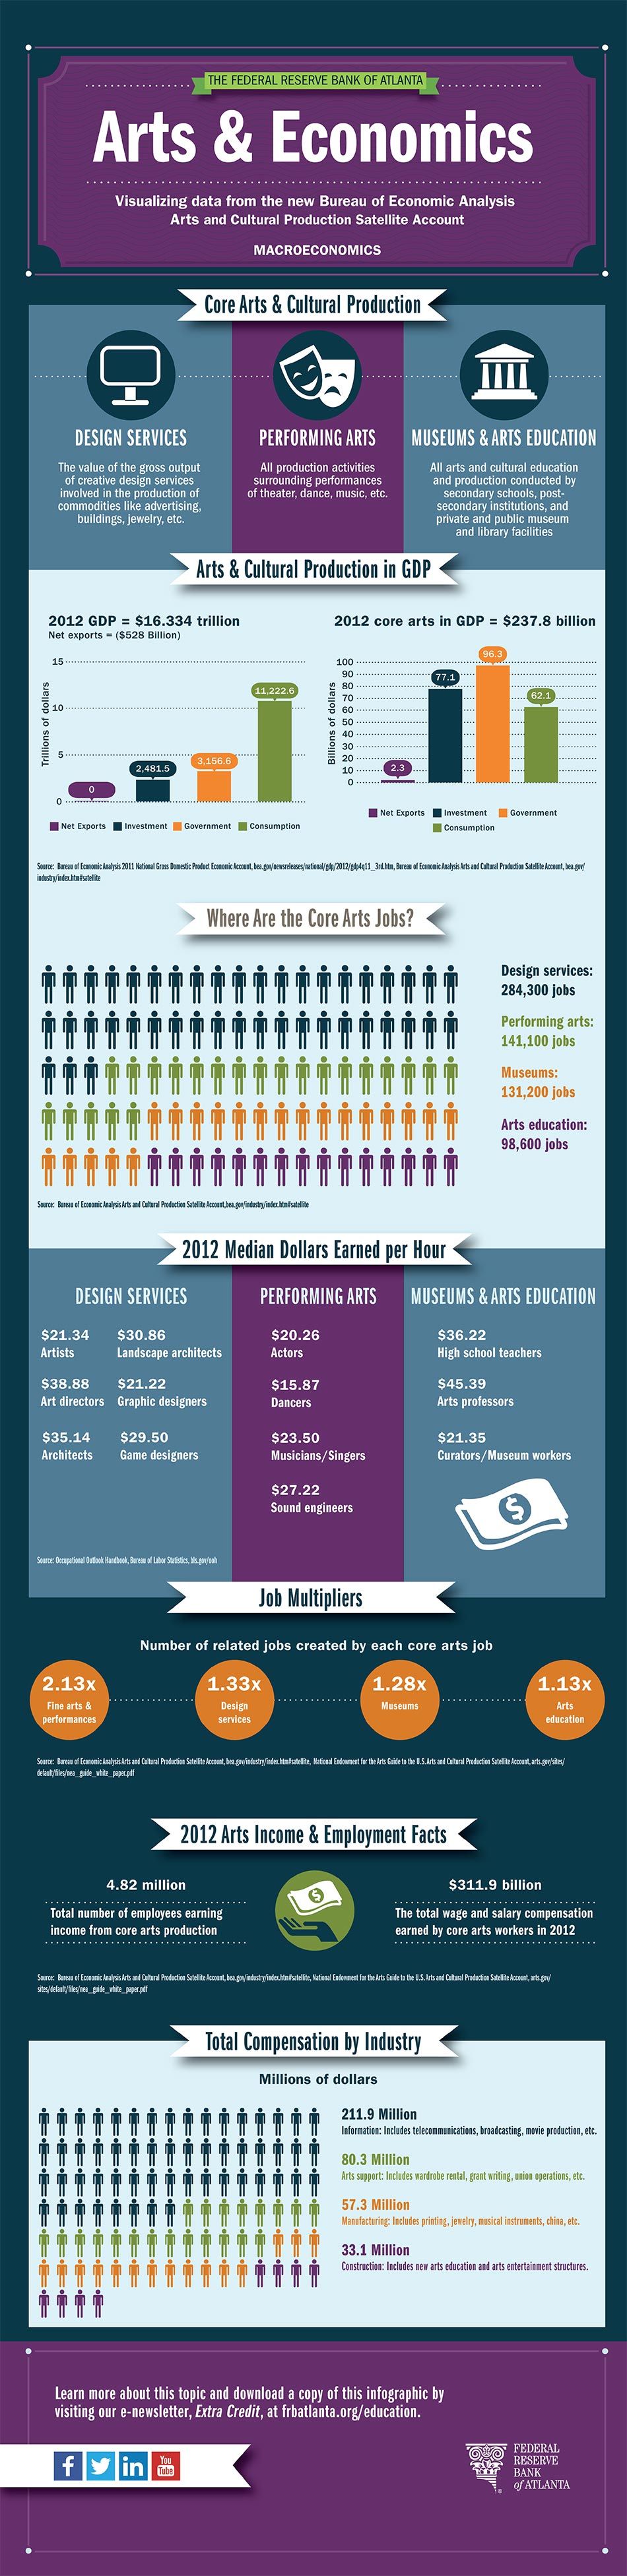 THE FEDERAL RESERVE BANK OF ATLANTA
Arts & Economics
Visualizing data from the new Bureau of Economic Analysis
Arts and Cultural Production Satellite Account
MACROECONOMICS
Core Arts & Cultural Production
DESIGN SERVICES
The value of the gross output
of creative design services
involved in the production of
commodities like advertising,
buildings, jewelry, etc.
PERFORMING ARTS
All production activities
surrounding performances
of theater, dance, music, etc.
MUSEUMS & ARTS EDUCATION
All arts and cultural education
and production conducted by
secondary schools, post-
secondary institutions, and
private and public museum
and library facilities
Arts & Cultural Production in GDP
2012 GDP = $16.334 trillion
Net exports = ($528 Billion)
Trillions of dollars
15
10
5
0
0
2,481.5
3,156.6
11,222.6
Net Exports Investment Government Consumption
2012 core arts in GDP = $237.8 billion
Billions of dollars
100
90
80
70
60
50
40
30
20
10
0
2.3
77.1
96.3
62.1
Net Exports Investment Government
Consumption
Source: Bureau of Economic Analysis 2011 National Gross Domestic Product Economic Account, bea.gov/newsreleases/national/gdp/2012/gdp4q11_3rd.htm, Bureau of Economic Analysis Arts and Cultural Production Satellite Account, bea.gov/
industry/index.htm#satellite
Where Are the Core Arts Jobs?
Design services:
284,300 jobs
Performing arts:
141,100 jobs
Museums:
131,200 jobs
Arts education:
98,600 jobs
Source: Bureau of Economic Analysis Arts and Cultural Production Satellite Account,bea.gov/industry/index.htm#satellite
2012 Median Dollars Earned per Hour
DESIGN SERVICES
$21.34 $30.86
Artists Landscape architects
$38.88 $21.22
Art directors Graphic designers
$35.14 $29.50
Architects Game designers
PERFORMING ARTS
$20.26
Actors
$15.87
Dancers
$23.50
Musicians/Singers
$27.22
Sound engineers
MUSEUMS & ARTS EDUCATION
$36.22
High school teachers
$45.39
Arts professors
$21.35
Curators/Museum workers
$
Source: Occupational Outlook Handbook, Bureau of Labor Statistics, bls.gov/ooh
Job Multipliers
Number of related jobs created by each core arts job
2.13x
Fine arts &
performances
1.33x
Design
services
1.28x
Museums
1.13x
Arts
education
Source: Bureau of Economic Analysis Arts and Cultural Production Satellite Account, bea.gov/industry/index.htm#satellite, National Endowment for the Arts Guide to the U.S. Arts and Cultural Production Satellite Account, arts.gov/sites/
default/files/nea_guide_white_paper.pdf
2012 Arts Income & Employment Facts
4.82 million
Total number of employees earning
income from core arts production
$
$311.9 billion
The total wage and salary compensation
earned by core arts workers in 2012
Source: Bureau of Economic Analysis Arts and Cultural Production Satellite Account, bea.gov/industry/index.htm#satellite, National Endowment for the Arts Guide to the U.S. Arts and Cultural Production Satellite Account, arts.gov/
sites/default/files/nea_guide_white_paper.pdf
Total Compensation by Industry
Millions of dollars
211.9 Million
Information: Includes telecommunications, broadcasting, movie production, etc.
80.3 Million
Arts support: Includes wardrobe rental, grant writing, union operations, etc.
57.3 Million
Manufacturing: Includes printing, jewelry, musical instruments, china, etc.
33.1 Million
Construction: Includes new arts education and arts entertainment structures.
Learn more about this topic and download a copy of this infographic by
visiting our e-newsletter, Extra Credit, at frbatlanta.org/education.
f
in
You
Tube
FEDERAL
RESERVE
BANK
of ATLANTA